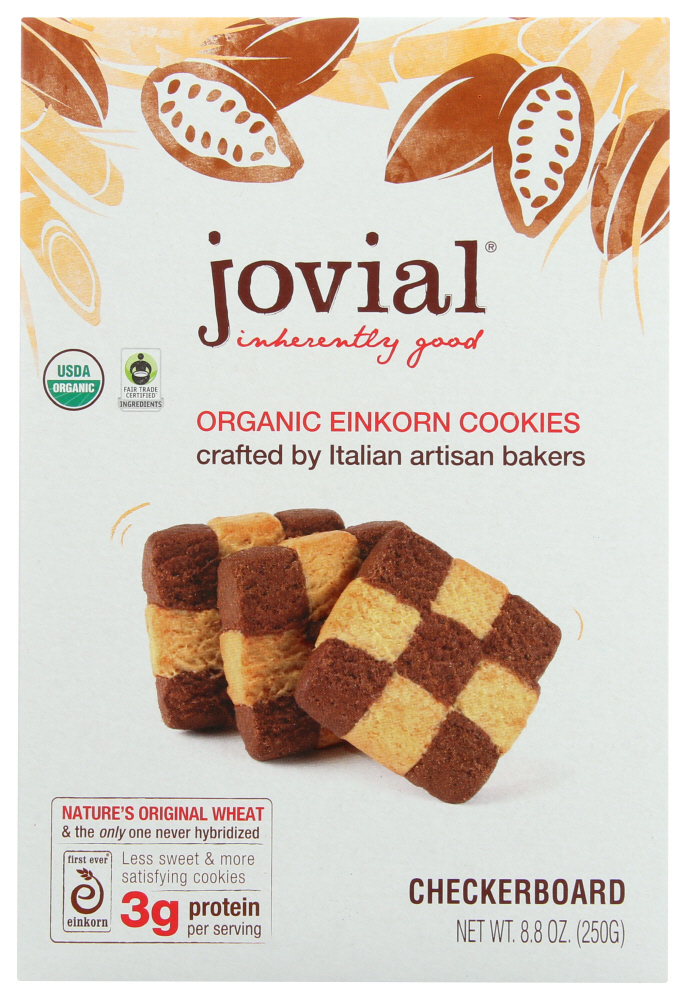 jovial®
inherently good
USDA
ORGANIC
FAIR TRADE
CERTIFIED
INGREDIENTS
ORGANIC EINKORN COOKIES
crafted by Italian artisan bakers
NATURE'S ORIGINAL WHEAT
& the only one never hybridized
first ever
einkorn
Less sweet & more
satisfying cookies
3g protein
per serving
CHECKERBOARD
NET WT. 8.8 OZ. (250G)